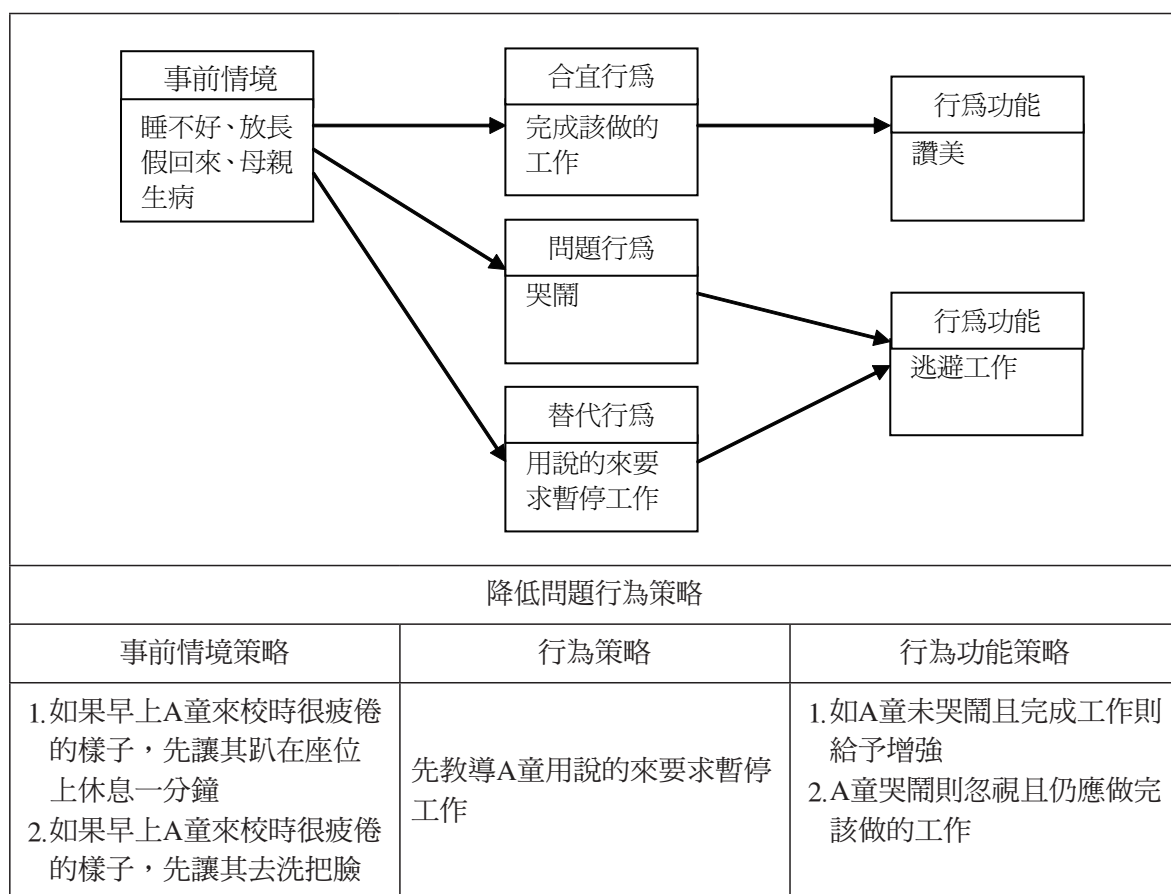 事前情境
睡不好、放長
假回來、母親
生病
合宜行為
完成該做的
工作
行為功能
讚美
問題行為
哭鬧
行為功能
逃避工作
替代行為
用說的來要
求暫停工作
降低問題行為策略
事前情境策略
行為策略
行為功能策略
1.如果早上A童來校時很疲倦
的樣子，先讓其趴在座位
上休息一分鐘
2.如果早上A童來校時很疲倦
的樣子，先讓其去洗把臉
先教導A童用說的來要求暫停
工作
1.如A童未哭鬧且完成工作則
給予增強
2.A童哭鬧則忽視且仍應做完
該做的工作